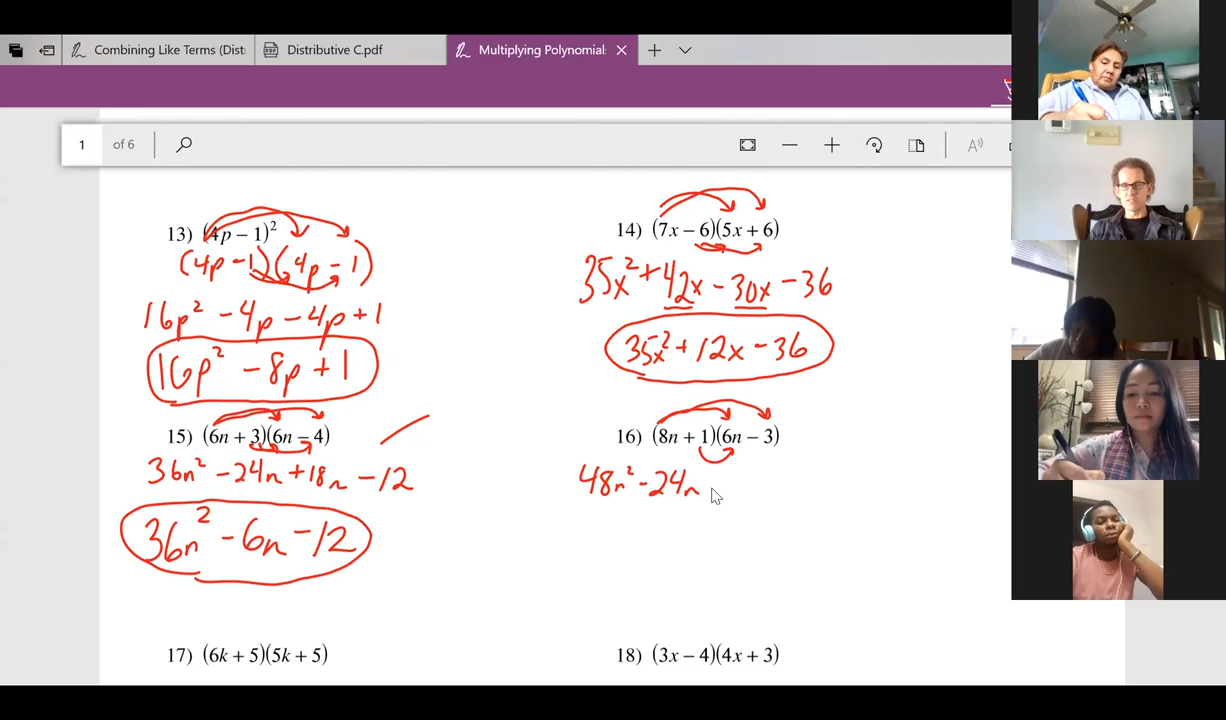 Combining Like Terms (Dist
Distributive C.pdf
Multiplying Polynomials
1 of 6
13) (4p − 1)²
(4p − 1)(4p − 1)
16p² − 4p − 4p + 1
16p² − 8p + 1
14) (7x − 6)(5x + 6)
35x² + 42x − 30x − 36
35x² + 12x − 36
15) (6n + 3)(6n − 4)
36n² − 24n + 18n − 12
36n² − 6n − 12
16) (8n + 1)(6n − 3)
48n² − 24n
17) (6k + 5)(5k + 5)
18) (3x − 4)(4x + 3)